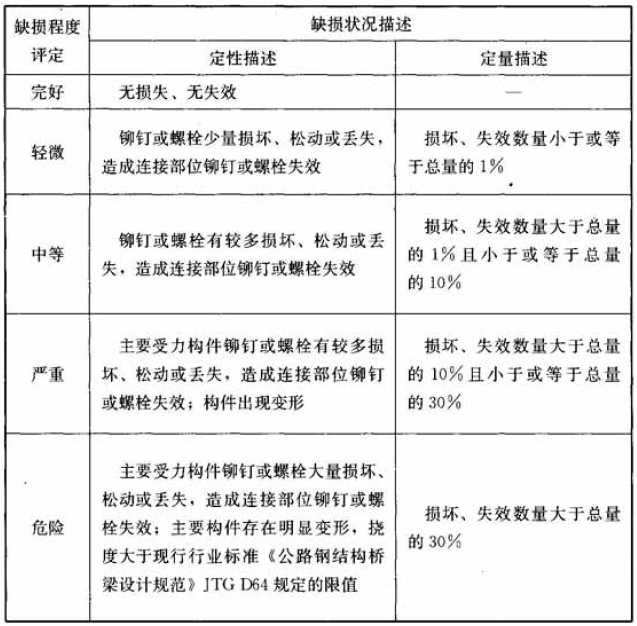 缺损程度评定
缺损状况描述
定性描述
定量描述
完好
无损失、无失效
—
轻微
铆钉或螺栓少量损坏、松动或丢失，
造成连接部位铆钉或螺栓失效
损坏、失效数量小于或等
于总量的1%
中等
铆钉或螺栓有较多损坏、松动或丢
失，造成连接部位铆钉或螺栓失效
损坏、失效数量大于总量
的1%且小于或等于总量
的10%
严重
主要受力构件铆钉或螺栓有较多损
坏、松动或丢失，造成连接部位铆钉
或螺栓失效；构件出现变形
损坏、失效数量大于总量
的10%且小于或等于总量
的30%
危险
主要受力构件铆钉或螺栓大量损坏、
松动或丢失，造成连接部位铆钉或螺
栓失效；主要构件存在明显变形，挠
度大于现行行业标准《公路钢结构桥
梁设计规范》JTG D64 规定的限值
损坏、失效数量大于总量
的30%